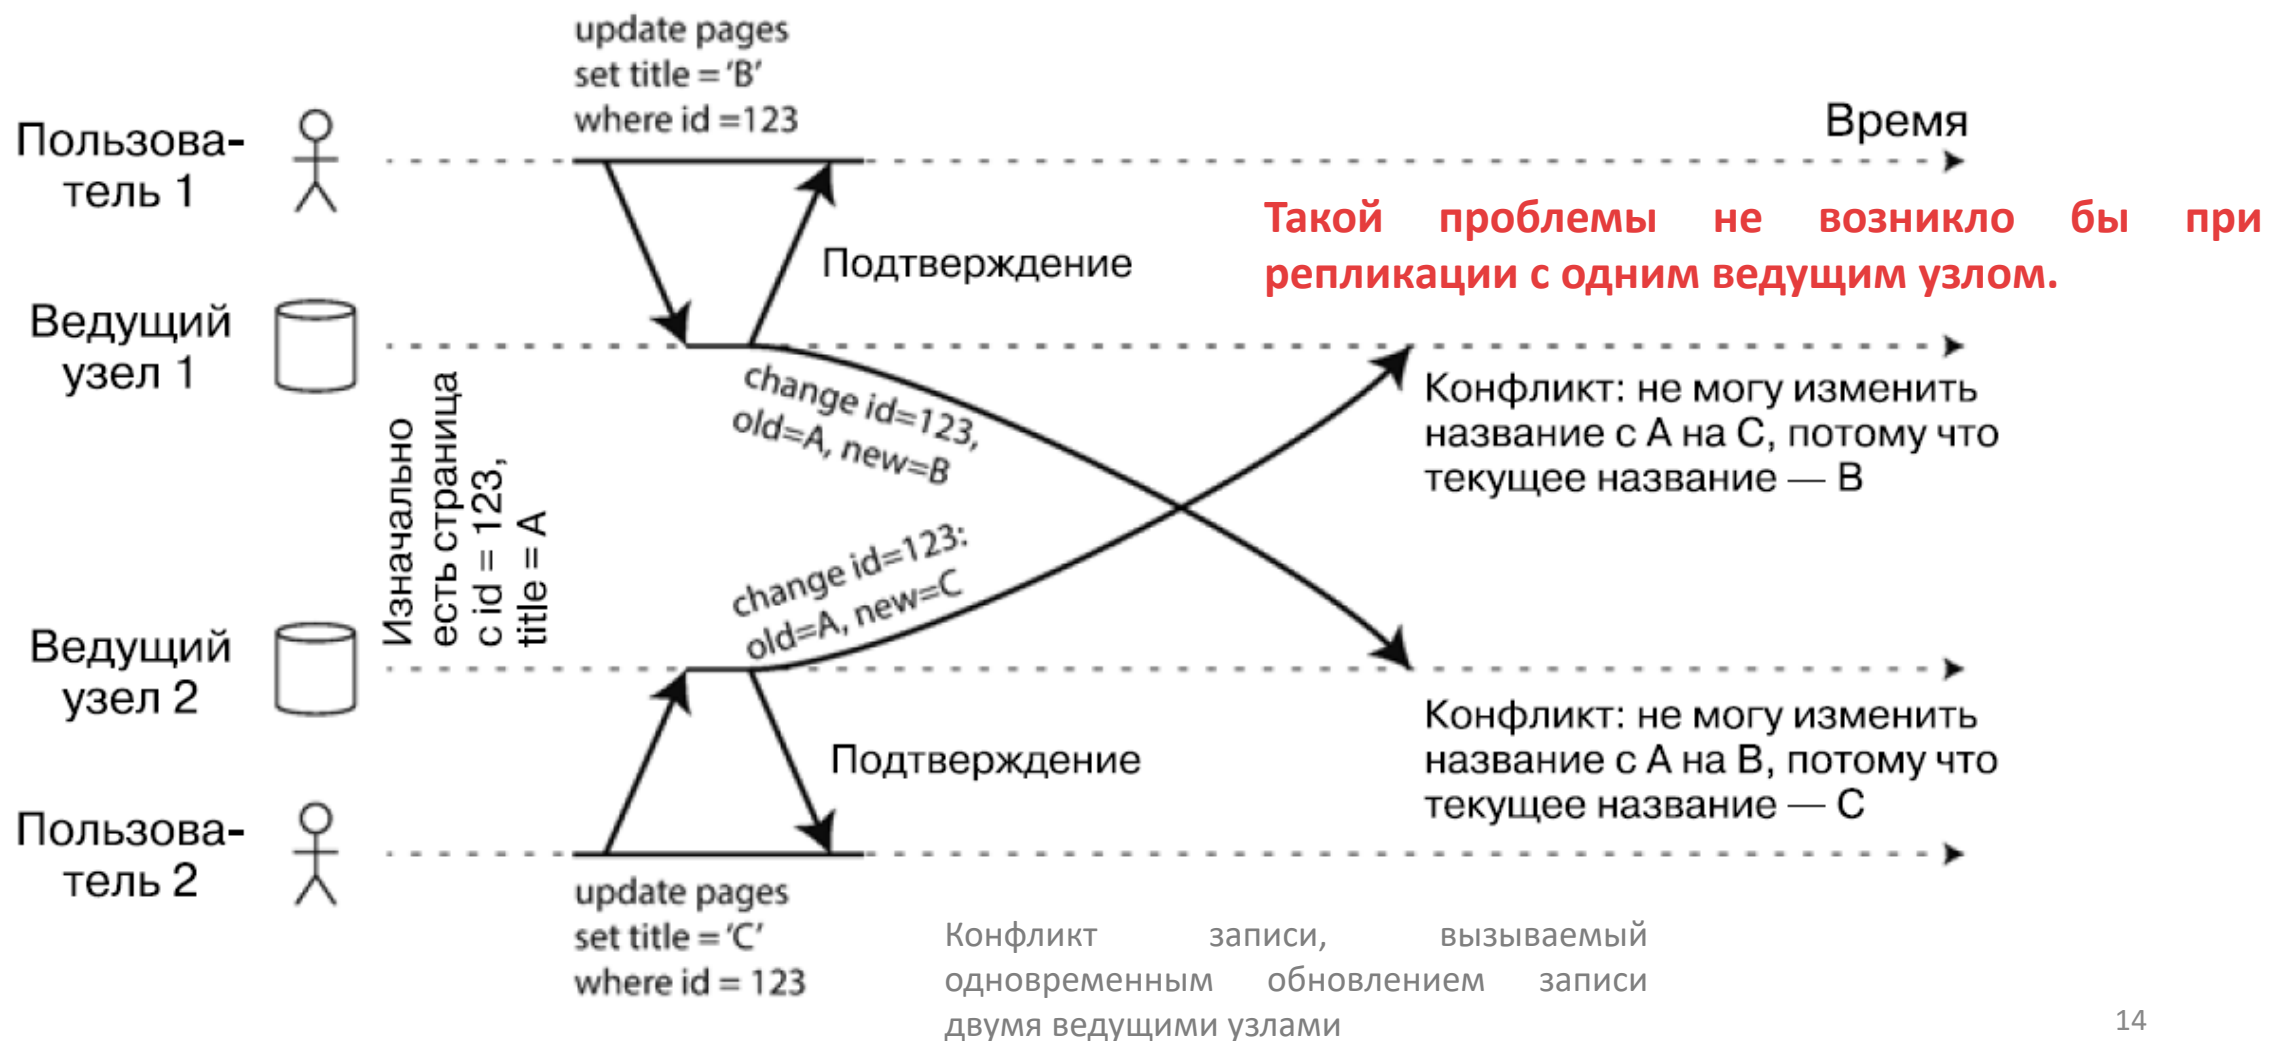 update pages
set title = ‘B’
where id =123
Время
Пользова-
тель 1
Такой проблемы не возникло бы при
репликации с одним ведущим узлом.
Подтверждение
Ведущий
узел 1
change id=123,
old=A, new=B
Конфликт: не могу изменить
название с А на С, потому что
текущее название — В
Изначально
есть страница
с id = 123,
title = A
change id=123:
old=A, new=C
Ведущий
узел 2
Конфликт: не могу изменить
название с А на В, потому что
текущее название — С
Подтверждение
Пользова-
тель 2
update pages
set title = ‘C’
where id = 123
Конфликт записи, вызываемый
одновременным обновлением записи
двумя ведущими узлами
14